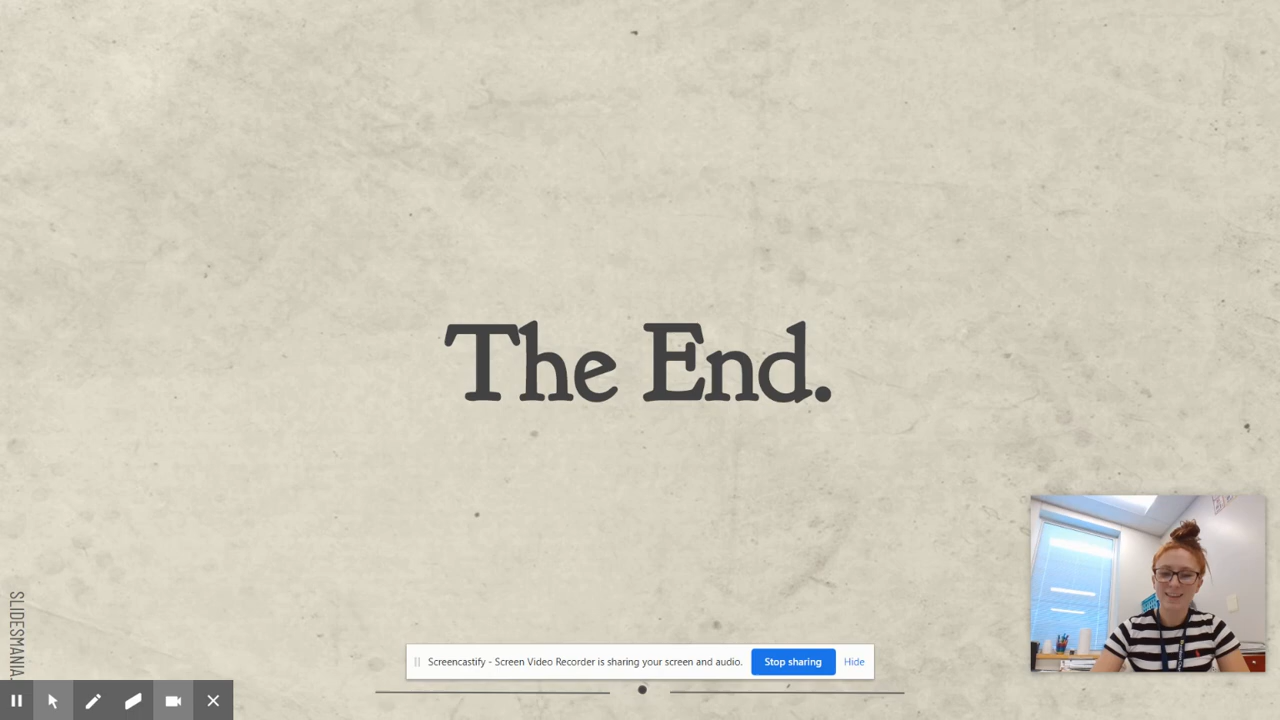 The End.
SLIDESMANIA.
Screencastify - Screen Video Recorder is sharing your screen and audio. Stop sharing Hide